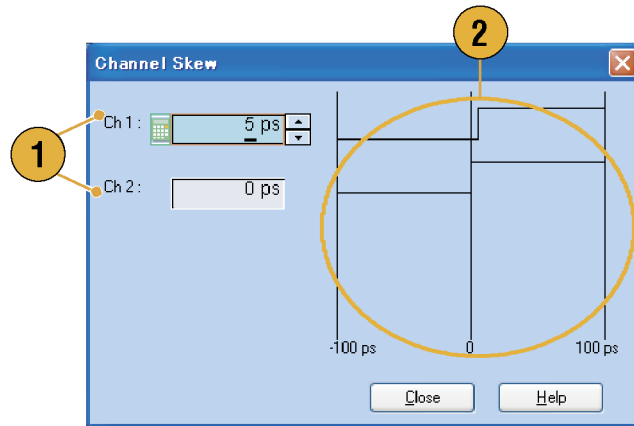 2
Channel Skew
Ch 1 : 5 ps
1
Ch 2 : 0 ps
-100 ps 0 100 ps
Close Help